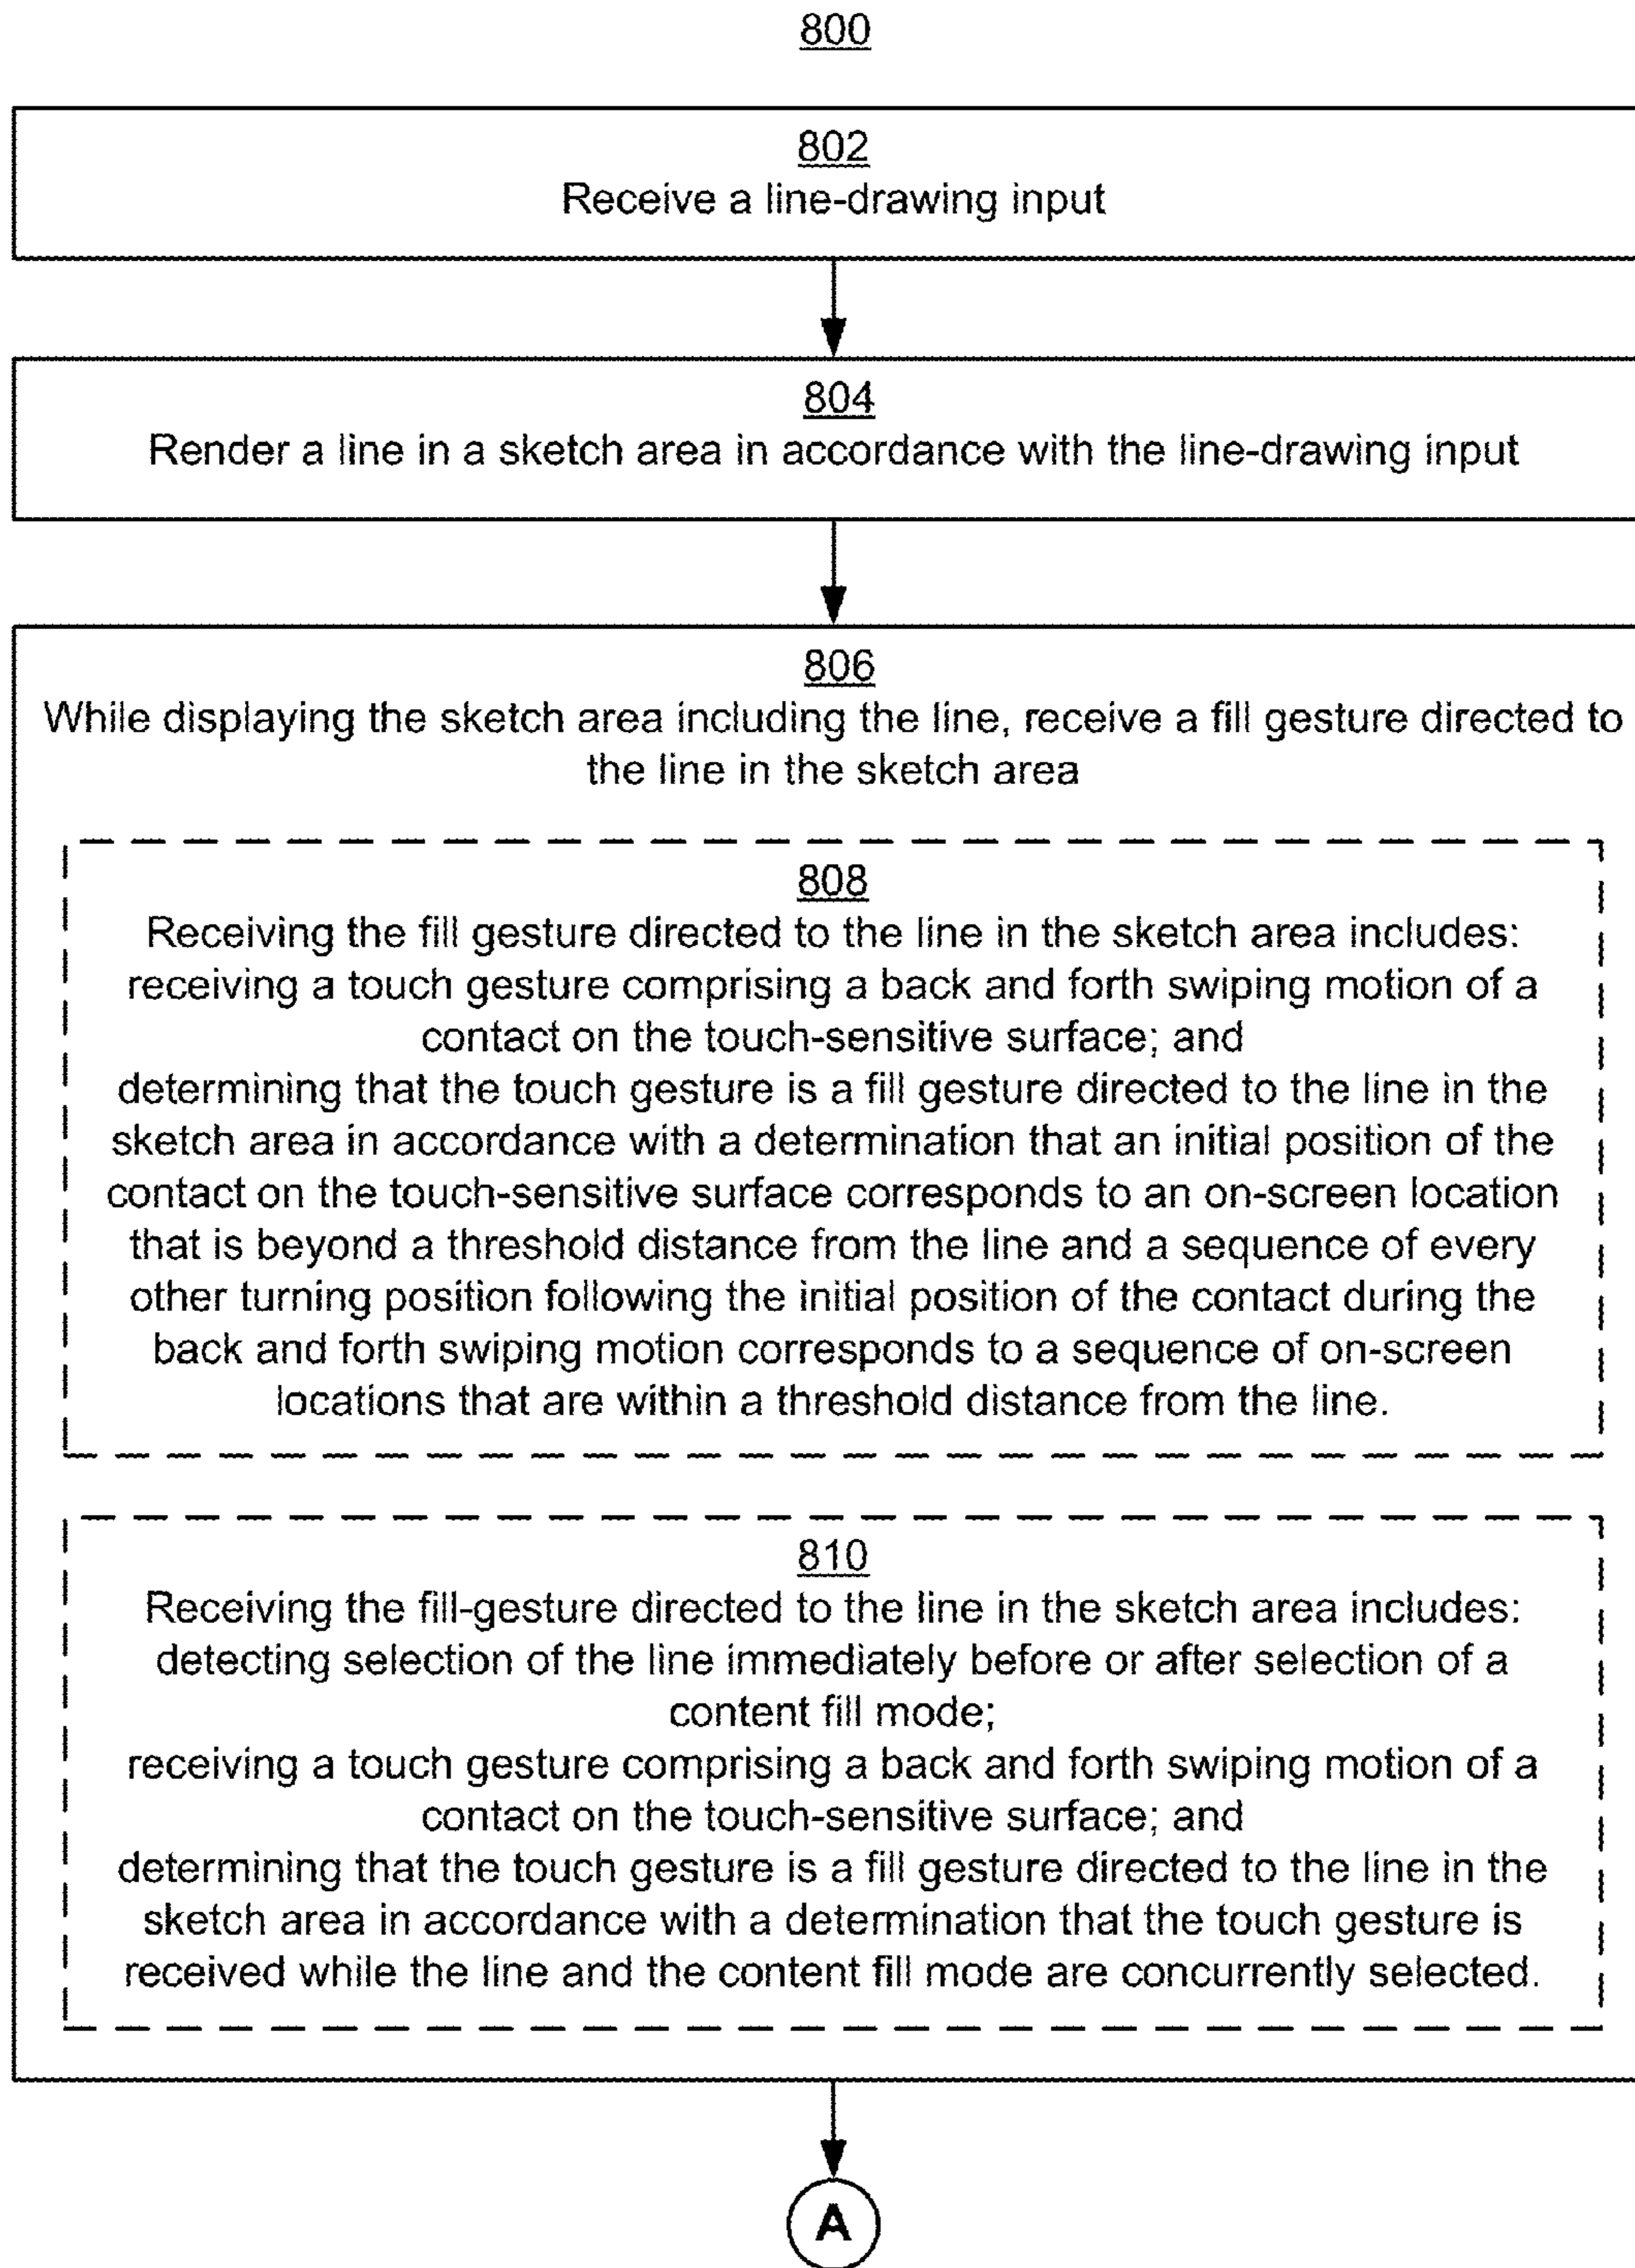 800
802
Receive a line-drawing input
804
Render a line in a sketch area in accordance with the line-drawing input
806
While displaying the sketch area including the line, receive a fill gesture directed to
the line in the sketch area
808
Receiving the fill gesture directed to the line in the sketch area includes:
receiving a touch gesture comprising a back and forth swiping motion of a
contact on the touch-sensitive surface; and
determining that the touch gesture is a fill gesture directed to the line in the
sketch area in accordance with a determination that an initial position of the
contact on the touch-sensitive surface corresponds to an on-screen location
that is beyond a threshold distance from the line and a sequence of every
other turning position following the initial position of the contact during the
back and forth swiping motion corresponds to a sequence of on-screen
locations that are within a threshold distance from the line.
810
Receiving the fill-gesture directed to the line in the sketch area includes:
detecting selection of the line immediately before or after selection of a
content fill mode;
receiving a touch gesture comprising a back and forth swiping motion of a
contact on the touch-sensitive surface; and
determining that the touch gesture is a fill gesture directed to the line in the
sketch area in accordance with a determination that the touch gesture is
received while the line and the content fill mode are concurrently selected.
A